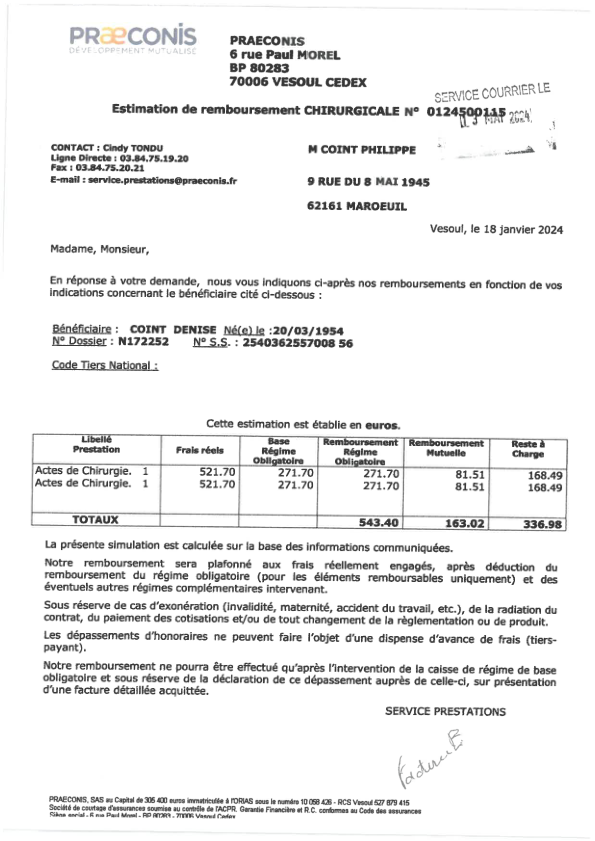 PRAECONIS
DÉVELOPPEMENT MUTUALISÉ
PRAECONIS
6 rue Paul MOREL
BP 80283
70006 VESOUL CEDEX
SERVICE COURRIER LE
Estimation de remboursement CHIRURGICALE N° 0124500115
MAI 2024
CONTACT : Cindy TONDU
Ligne Directe : 03.84.75.19.20
Fax : 03.84.75.20.21
E-mail : service.prestations@praeconis.fr
M COINT PHILIPPE
9 RUE DU 8 MAI 1945
62161 MAROEUIL
Vesoul, le 18 janvier 2024
Madame, Monsieur,
En réponse à votre demande, nous vous indiquons ci-après nos remboursements en fonction de vos
indications concernant le bénéficiaire cité ci-dessous :
Bénéficiaire : COINT DENISE Né(e) le :20/03/1954
N° Dossier : N172252 N° S.S. : 2540362557008 56
Code Tiers National :
Cette estimation est établie en euros.
Libellé Prestation Frais réels Base Régime Obligatoire Remboursement Régime Obligatoire Remboursement Mutuelle Reste à Charge
Actes de Chirurgie. 1 521.70 271.70 271.70 81.51 168.49
Actes de Chirurgie. 1 521.70 271.70 271.70 81.51 168.49
TOTAUX 543.40 163.02 336.98
La présente simulation est calculée sur la base des informations communiquées.
Notre remboursement sera plafonné aux frais réellement engagés, après déduction du
remboursement du régime obligatoire (pour les éléments remboursables uniquement) et des
éventuels autres régimes complémentaires intervenant.
Sous réserve de cas d'exonération (invalidité, maternité, accident du travail, etc.), de la radiation du
contrat, du paiement des cotisations et/ou de tout changement de la règlementation ou de produit.
Les dépassements d'honoraires ne peuvent faire l'objet d'une dispense d'avance de frais (tiers-
payant).
Notre remboursement ne pourra être effectué qu'après l'intervention de la caisse de régime de base
obligatoire et sous réserve de la déclaration de ce dépassement auprès de celle-ci, sur présentation
d'une facture détaillée acquittée.
SERVICE PRESTATIONS
PRAECONIS, SAS au Capital de 305 400 euros immatriculée à l'ORIAS sous le numéro 10 058 426 - RCS Vesoul 527 879 415
Société de courtage d'assurances soumise au contrôle de l'ACPR. Garantie Financière et R.C. conformes au Code des assurances
Siège social - 6 rue Paul Morel - BP 80283 - 70006 Vesoul Cedex